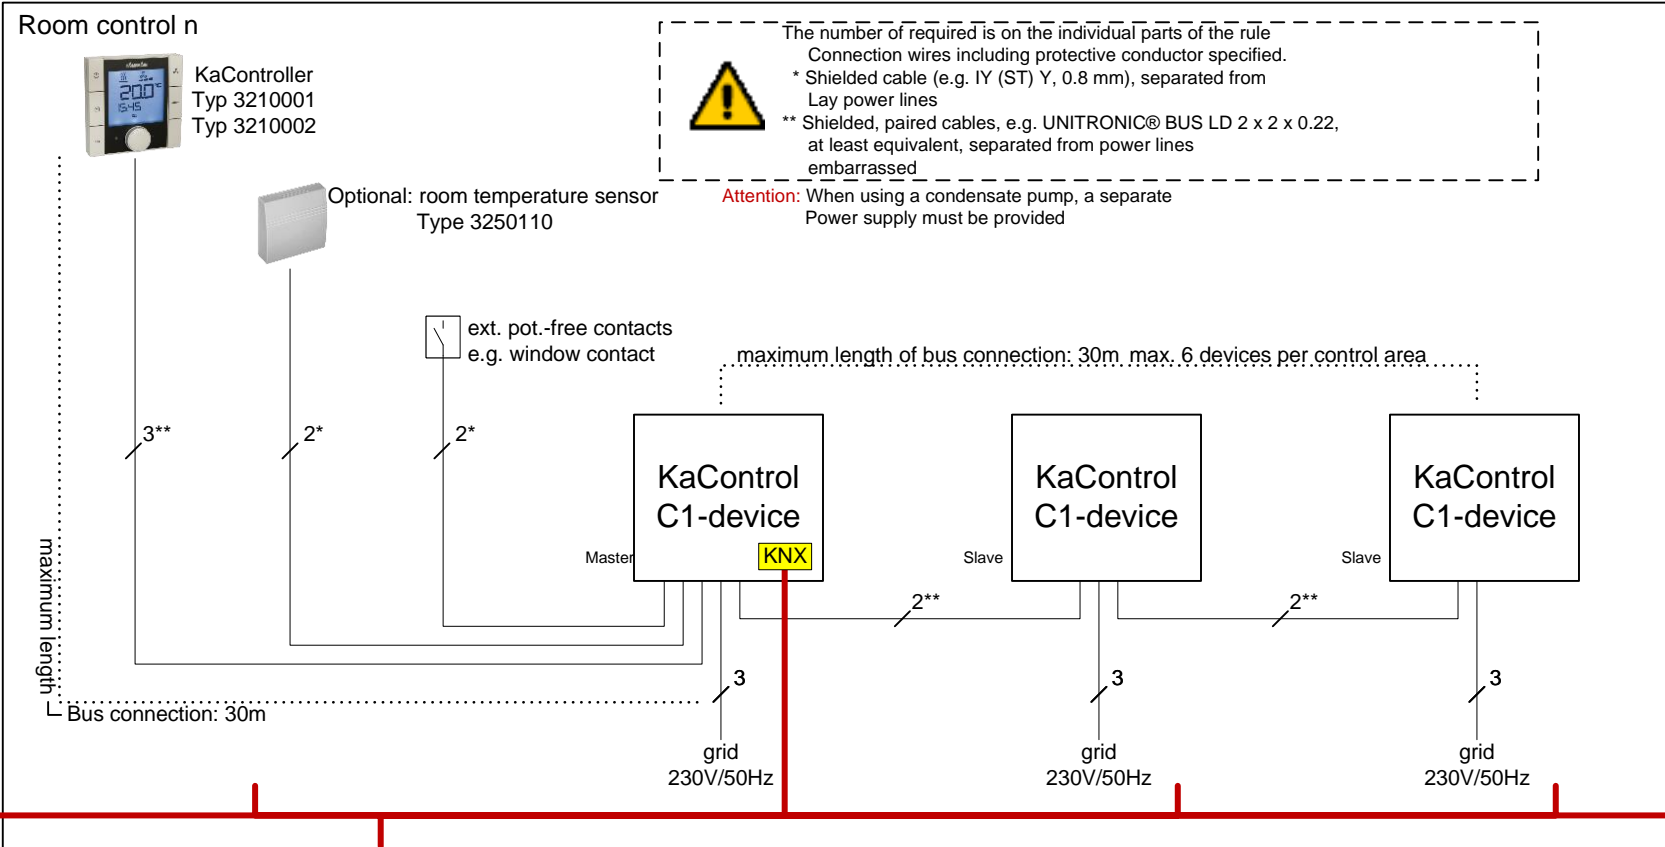 Room control n
KaController
Typ 3210001
Typ 3210002
The number of required is on the individual parts of the rule
Connection wires including protective conductor specified.
* Shielded cable (e.g. IY (ST) Y, 0.8 mm), separated from
Lay power lines
** Shielded, paired cables, e.g. UNITRONIC® BUS LD 2 x 2 x 0.22,
at least equivalent, separated from power lines
embarrassed
Attention: When using a condensate pump, a separate
Power supply must be provided
Optional: room temperature sensor
Type 3250110
ext. pot.-free contacts
e.g. window contact
maximum length of bus connection: 30m max. 6 devices per control area
3**
2*
2*
KaControl
C1-device
KaControl
C1-device
KaControl
C1-device
Master
KNX
Slave
Slave
2**
2**
maximum length
Bus connection: 30m
3
3
3
grid
230V/50Hz
grid
230V/50Hz
grid
230V/50Hz
20.0°C
15:45